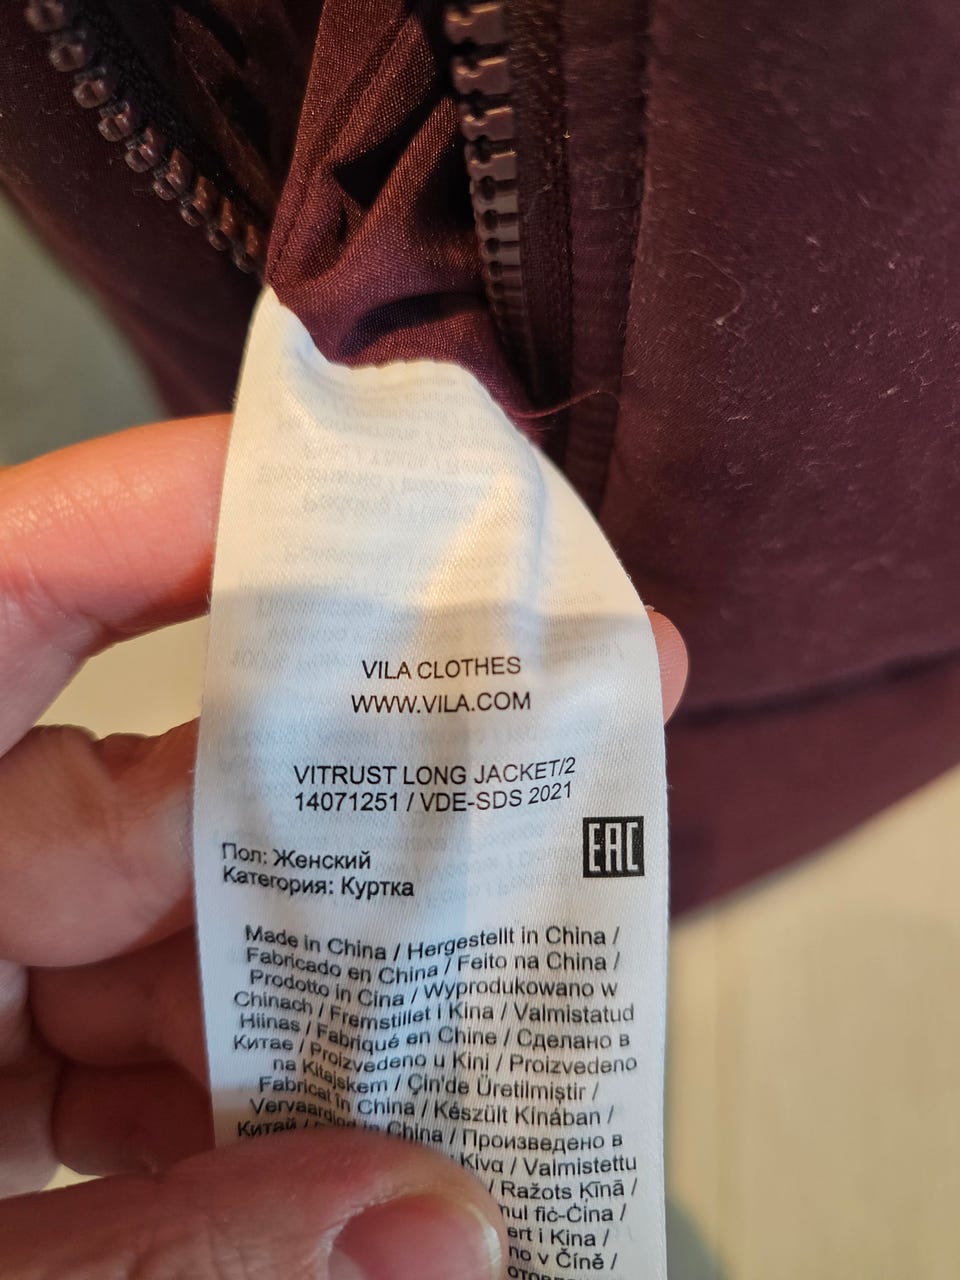 VILA CLOTHES
WWW.VILA.COM
VITRUST LONG JACKET/2
14071251 / VDE-SDS 2021
EAC
Пол: Женский
Категория: Куртка
Made in China / Hergestellt in China /
Fabricado en China / Feito na China /
Prodotto in Cina / Wyprodukowano w
Chinach / Fremstillet i Kina / Valmistatud
Hiinas / Fabriqué en Chine / Сделано в
Китае / Proizvedeno u Kini / Proizvedeno
na Kitajskem / Çin'de Üretilmiştir /
Fabricat în China / Készült Kínában /
Vervaardigd in China / Произведено в
Китай / China /
Κίνα / Valmistettu
/ Ražots Ķīnā /
fiċ-Ċina /
i Kina /
v Číně /